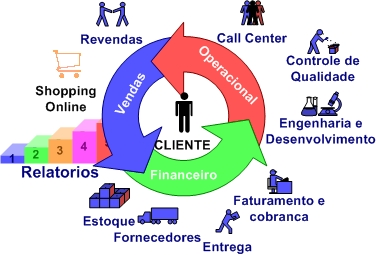 Revendas
Call Center
Controle de
Qualidade
Shopping
Online
Vendas
Operacional
Engenharia e
Desenvolvimento
CLIENTE
1
2
3
4
Relatorios
Financeiro
Faturamento e
cobranca
Estoque
Fornecedores
Entrega